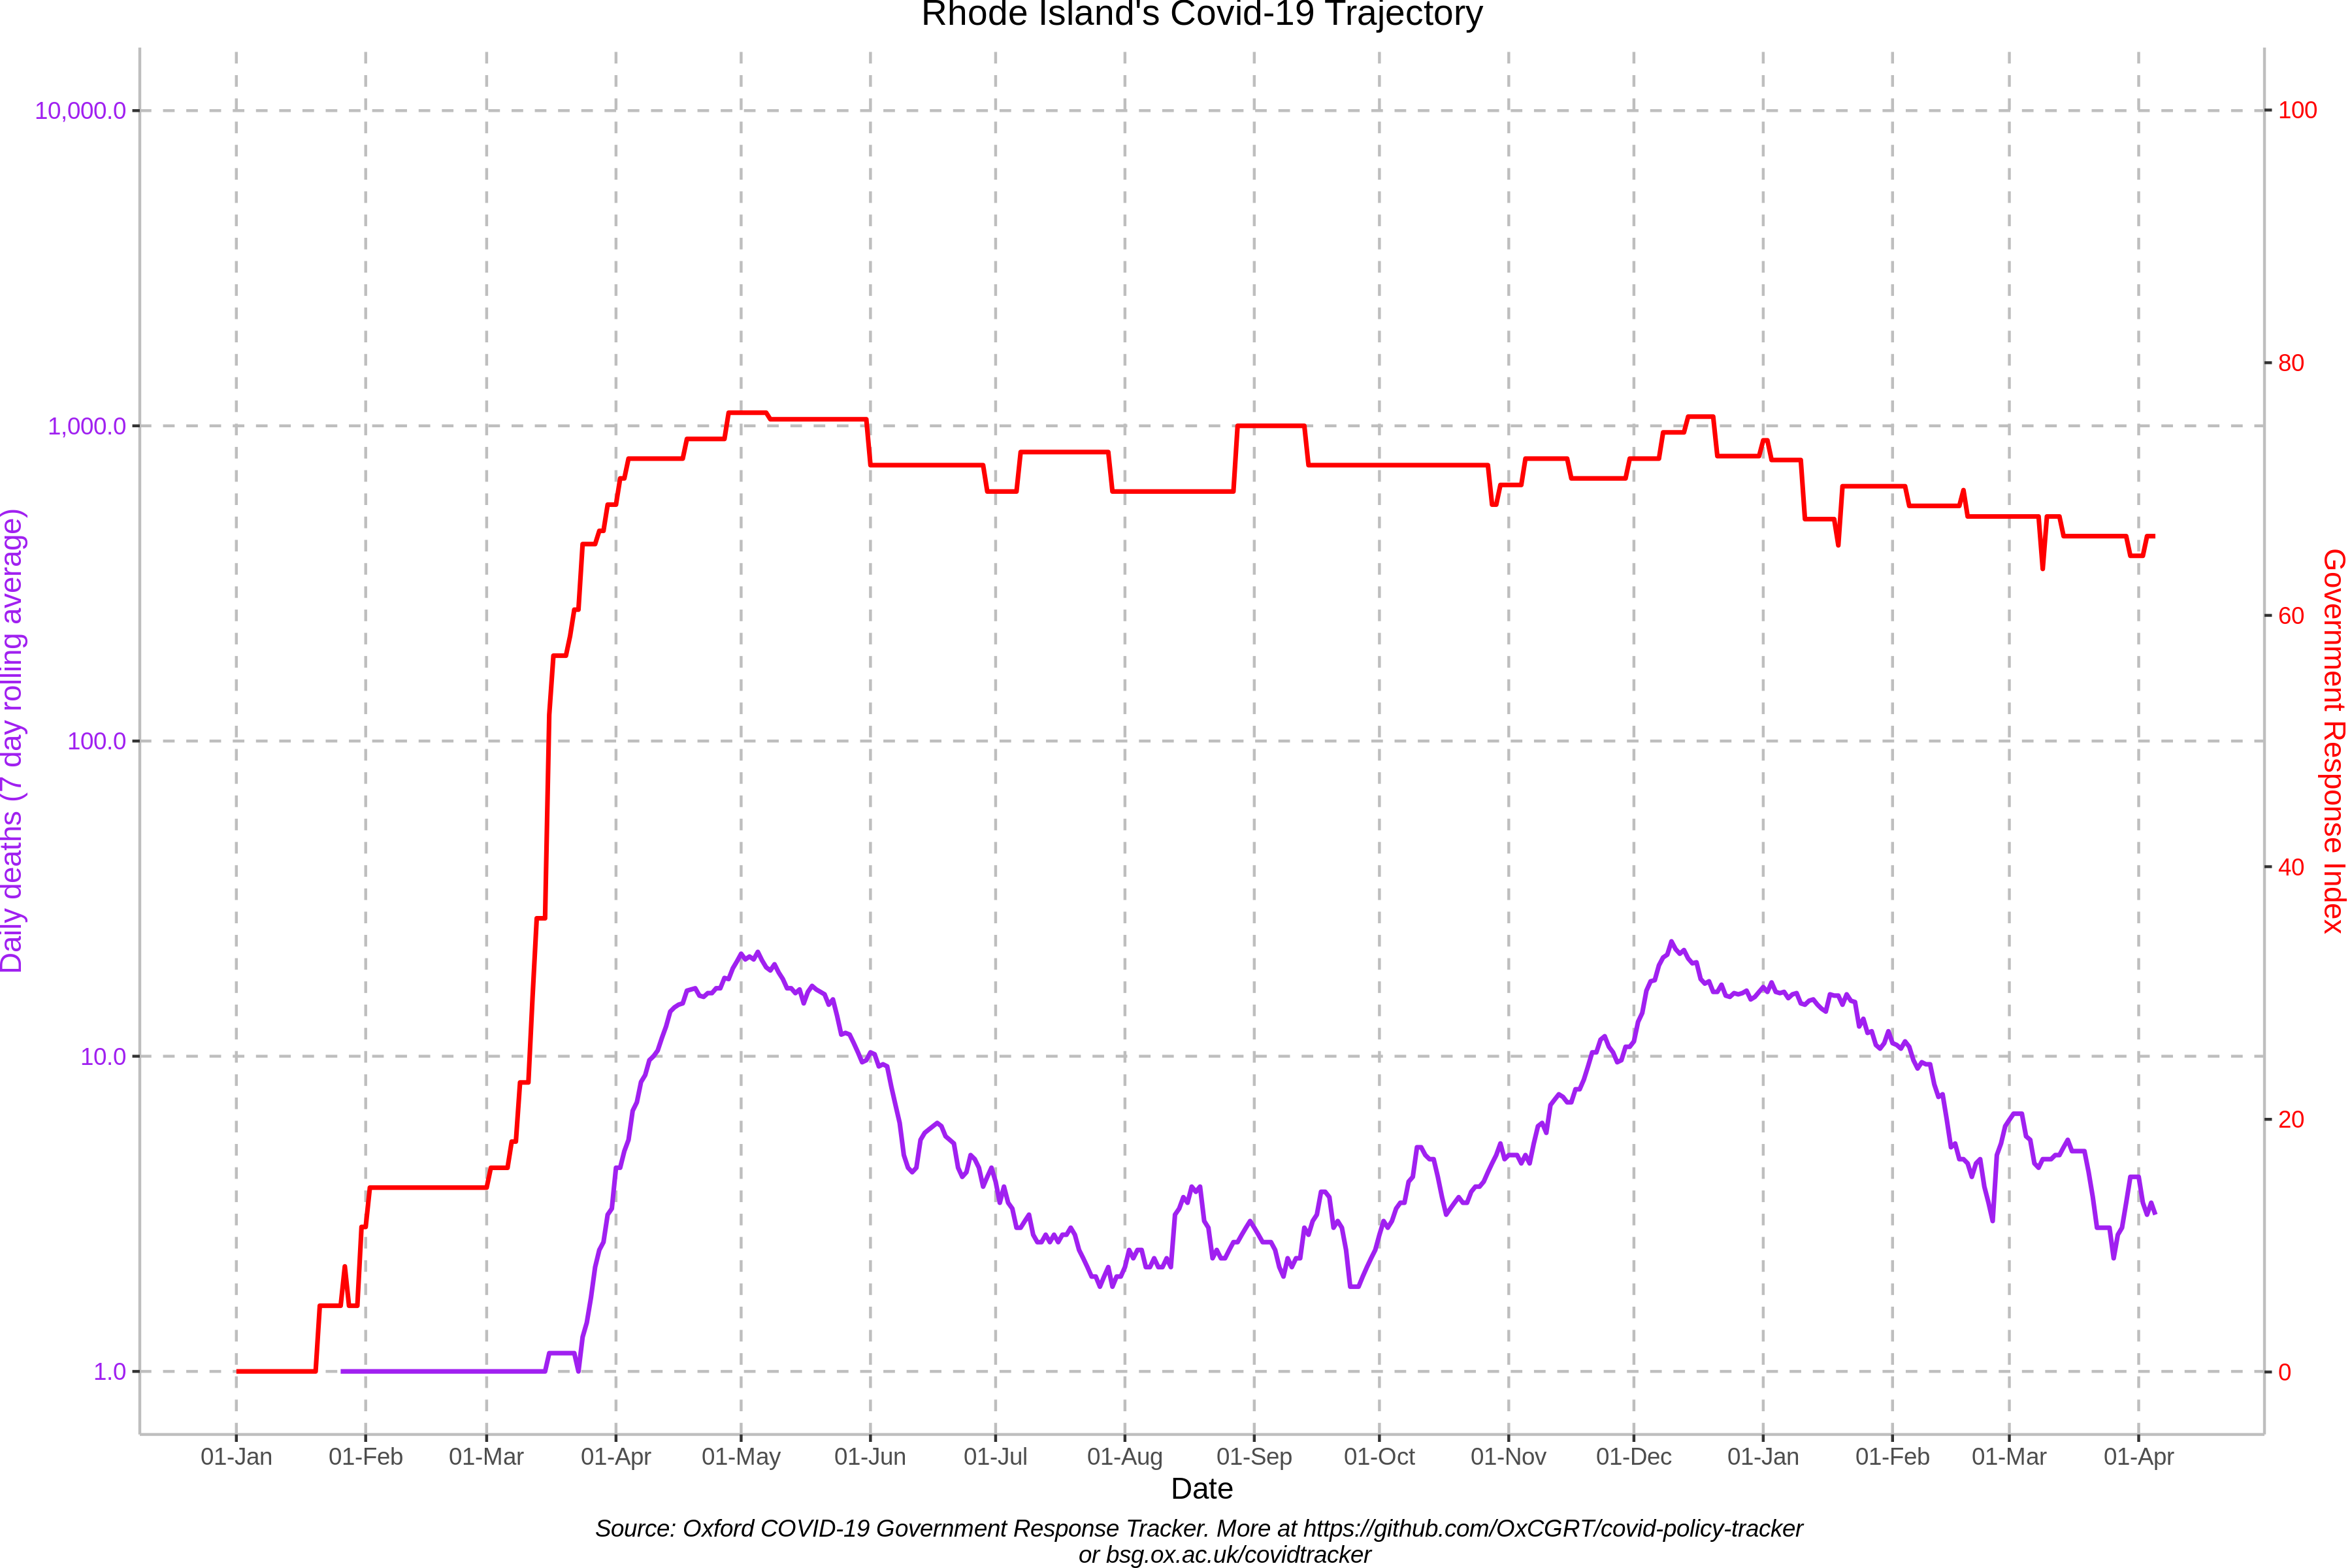 Rhode Island's Covid-19 Trajectory
Daily deaths (7 day rolling average)
10,000.0
1,000.0
100.0
10.0
1.0
100
80
60
40
20
0
Government Response Index
01-Jan 01-Feb 01-Mar 01-Apr 01-May 01-Jun 01-Jul 01-Aug 01-Sep 01-Oct 01-Nov 01-Dec 01-Jan 01-Feb 01-Mar 01-Apr
Date
Source: Oxford COVID-19 Government Response Tracker. More at https://github.com/OxCGRT/covid-policy-tracker
or bsg.ox.ac.uk/covidtracker